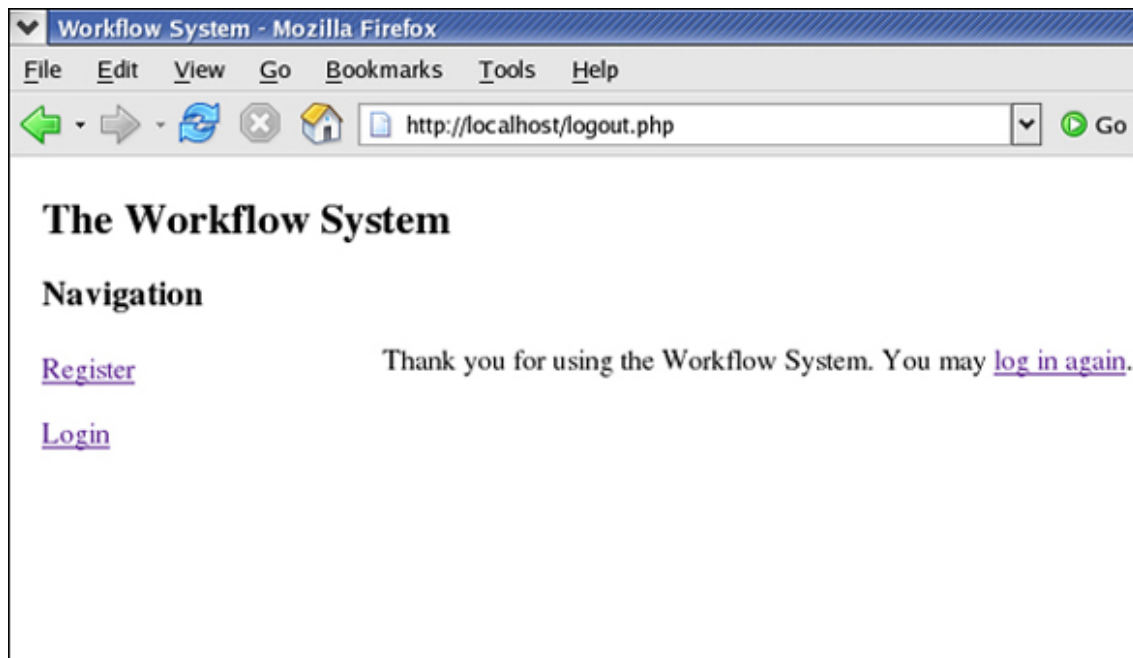 Workflow System - Mozilla Firefox
File Edit View Go Bookmarks Tools Help
http://localhost/logout.php Go
The Workflow System
Navigation
Register
Thank you for using the Workflow System. You may log in again.
Login